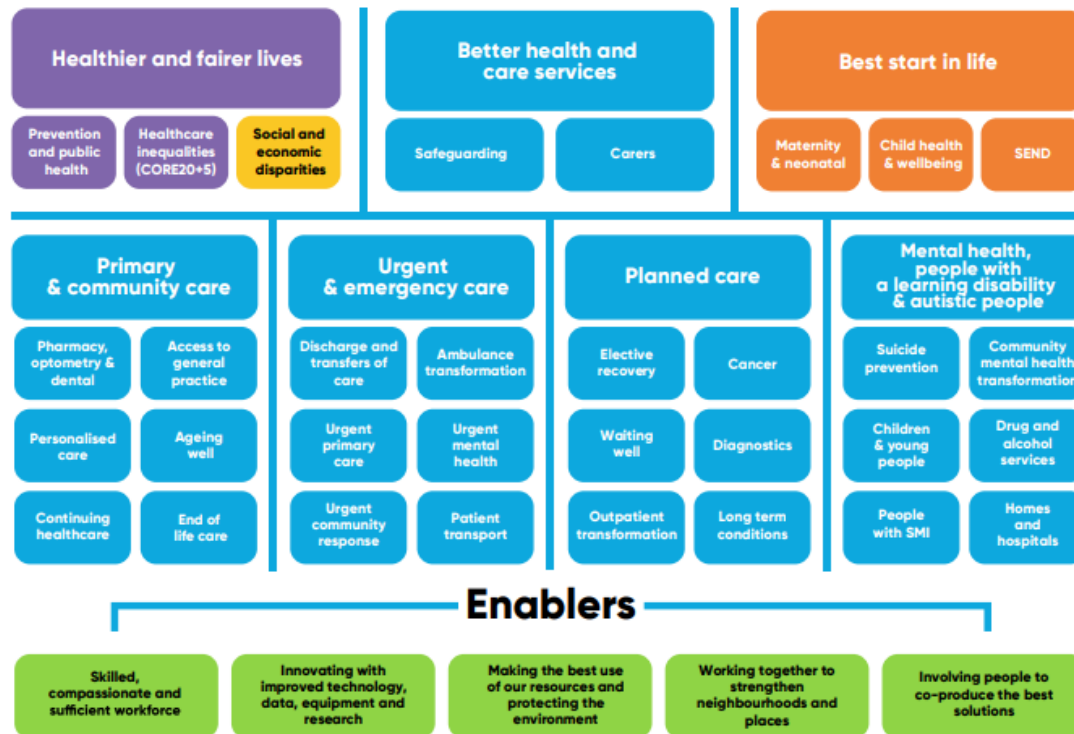 Healthier and fairer lives
Prevention
and public
health
Healthcare
inequalities
(CORE20+5)
Social and
economic
disparities
Better health and
care services
Safeguarding
Carers
Best start in life
Maternity
& neonatal
Child health
& wellbeing
SEND
Primary
& community care
Pharmacy,
optometry &
dental
Access to
general
practice
Personalised
care
Ageing
well
Continuing
healthcare
End of
life care
Urgent
& emergency care
Discharge and
transfers of
care
Ambulance
transformation
Urgent
primary
care
Urgent
mental
health
Urgent
community
response
Patient
transport
Planned care
Elective
recovery
Cancer
Waiting
well
Diagnostics
Outpatient
transformation
Long term
conditions
Mental health,
people with
a learning disability
& autistic people
Suicide
prevention
Community
mental health
transformation
Children
& young
people
Drug and
alcohol
services
People
with SMI
Homes
and
hospitals
Enablers
Skilled,
compassionate and
sufficient workforce
Innovating with
improved technology,
data, equipment and
research
Making the best use
of our resources and
protecting the
environment
Working together to
strengthen
neighbourhoods and
places
Involving people to
co-produce the best
solutions